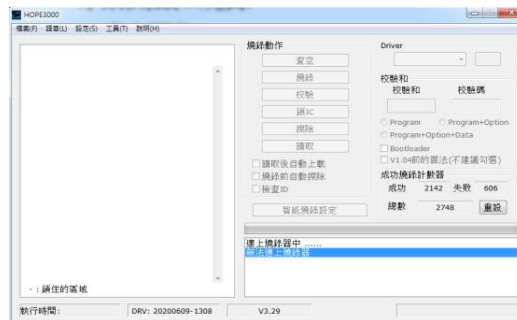 HOPE3000
檔案(F) 語言(L) 設定(S) 工具(T) 說明(H)
燒錄動作
查空
燒錄
校驗
鎖IC
擦除
讀取
讀取後自動上載
燒錄前自動擦除
檢查ID
智能燒錄設定
Driver
校驗和
校驗和 校驗碼
Program Program+Option
Program+Option+Data
Bootloader
V1.04前的算法(不建議勾選)
成功燒錄計數器
成功 2142 失敗 606
總數 2748 重設
連上燒錄器中 ......
無法連上燒錄器
- : 鎖住的區域
執行時間: DRV: 20200609-1308 V3.29